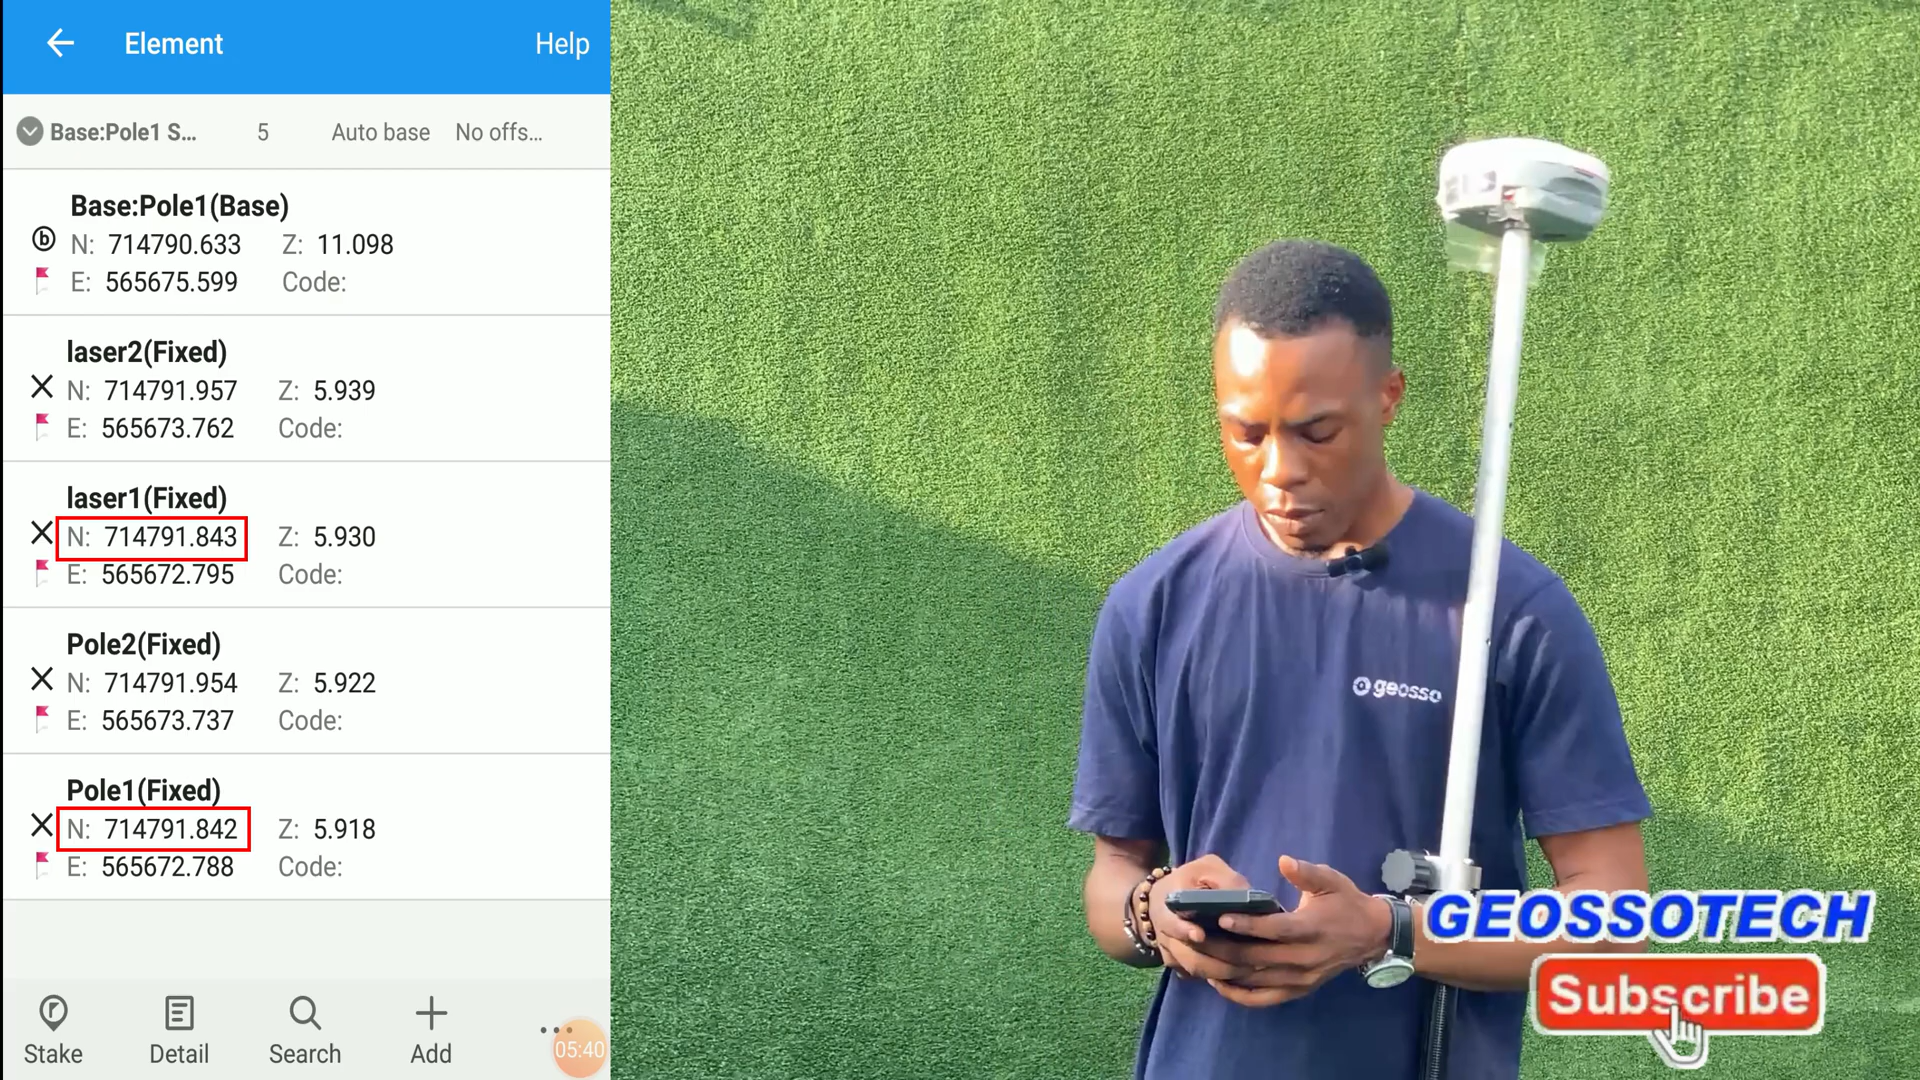 Element
Help
Base:Pole1 S... 5 Auto base No offs...
Base:Pole1(Base)
b
N: 714790.633 Z: 11.098
E: 565675.599 Code:
laser2(Fixed)
N: 714791.957 Z: 5.939
E: 565673.762 Code:
laser1(Fixed)
N: 714791.843 Z: 5.930
E: 565672.795 Code:
Pole2(Fixed)
N: 714791.954 Z: 5.922
E: 565673.737 Code:
Pole1(Fixed)
N: 714791.842 Z: 5.918
E: 565672.788 Code:
Stake
Detail
Search
Add
05:40
geosso
GEOSSOTECH
Subscribe